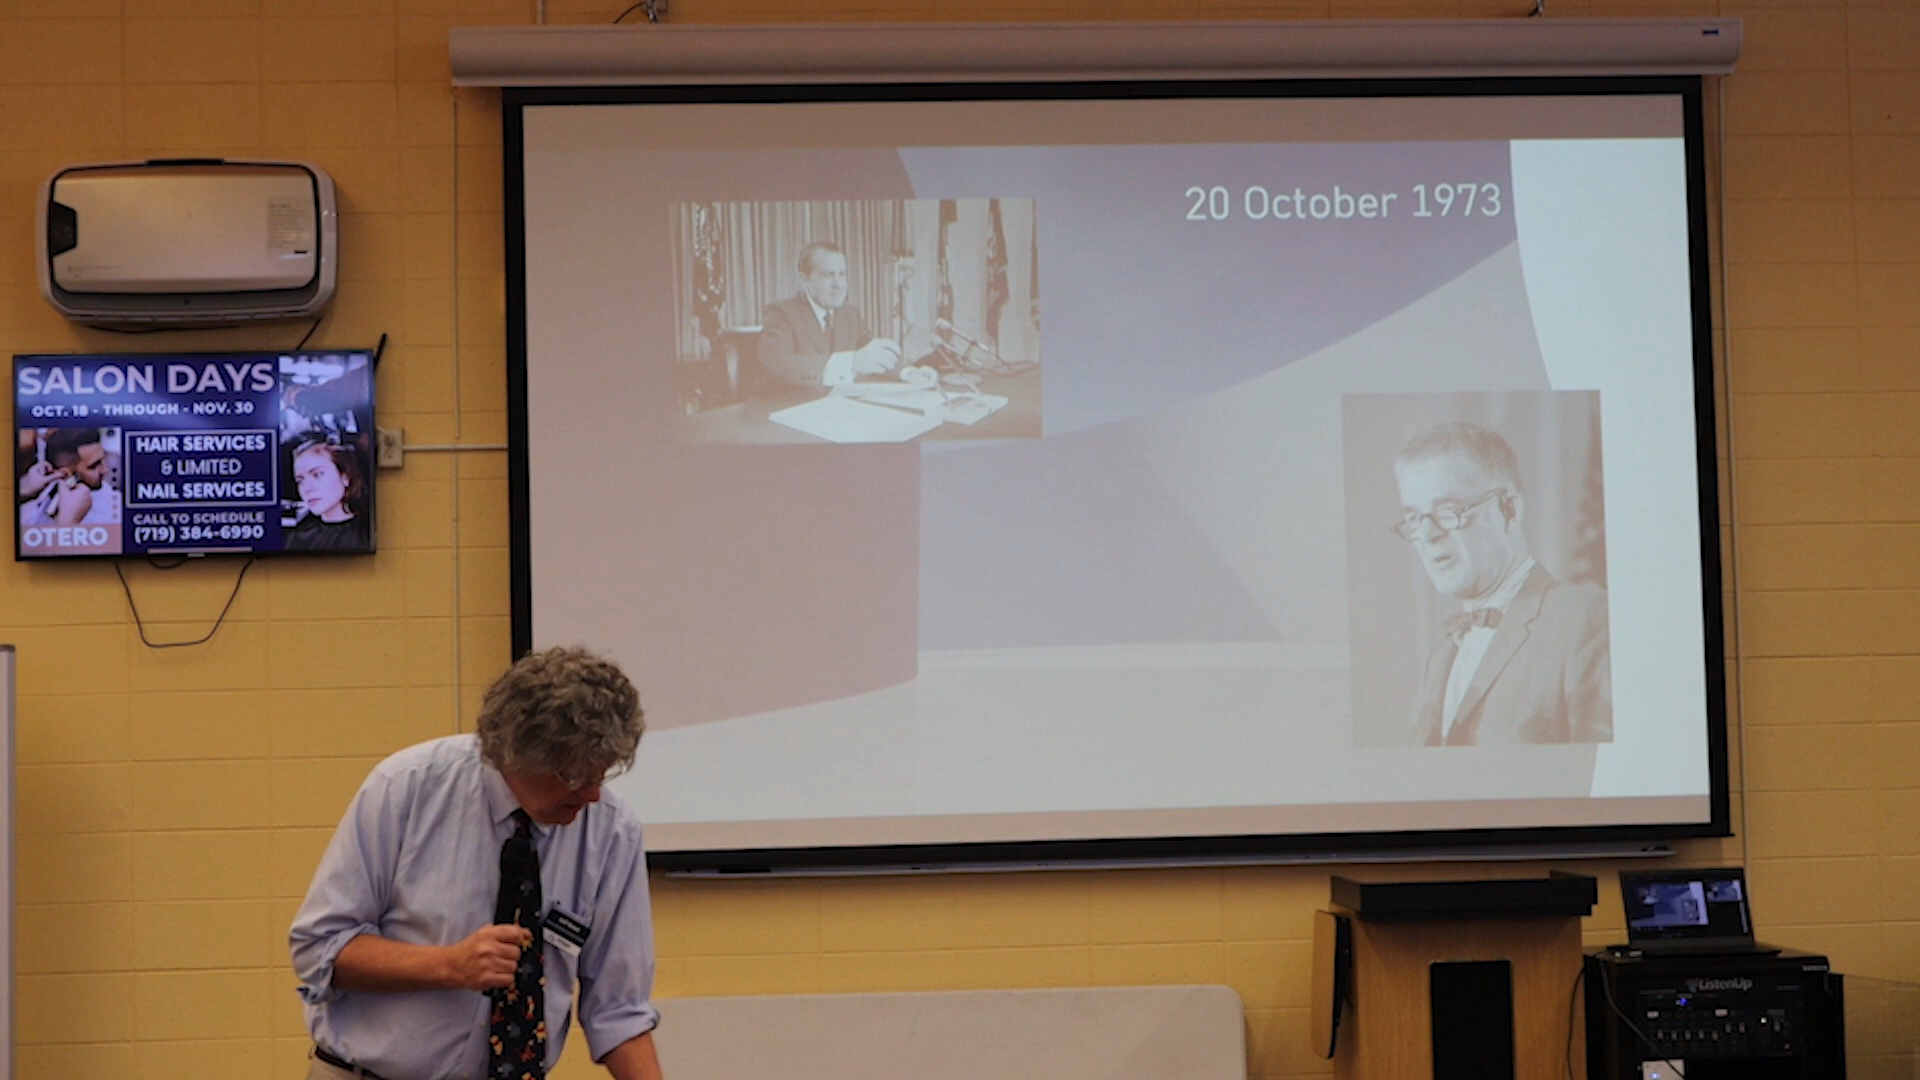 20 October 1973
SALON DAYS
OCT. 18 - THROUGH - NOV. 30
HAIR SERVICES
& LIMITED
NAIL SERVICES
CALL TO SCHEDULE
(719) 384-6990
OTERO
ListenUp